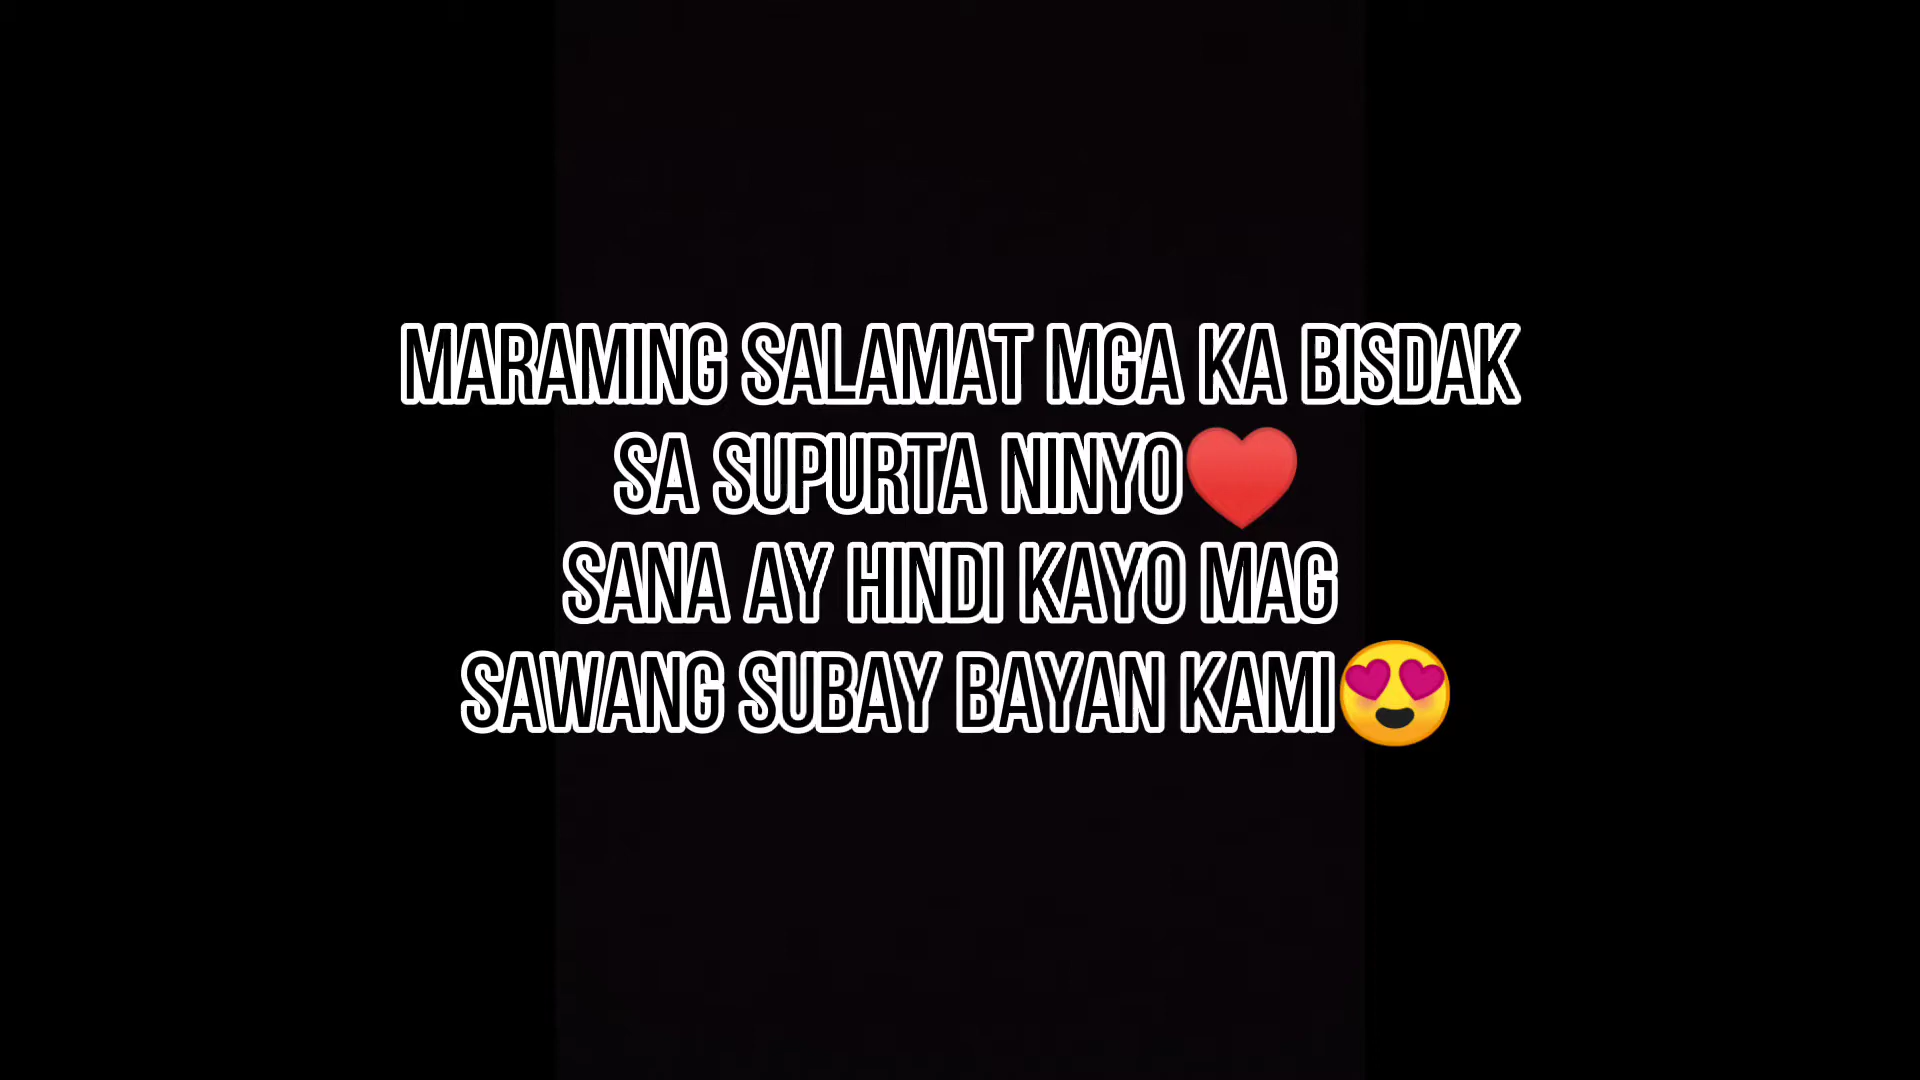 MARAMING SALAMAT MGA KA BISDAK
SA SUPURTA NINYO❤️
SANA AY HINDI KAYO MAG
SAWANG SUBAY BAYAN KAMI😍